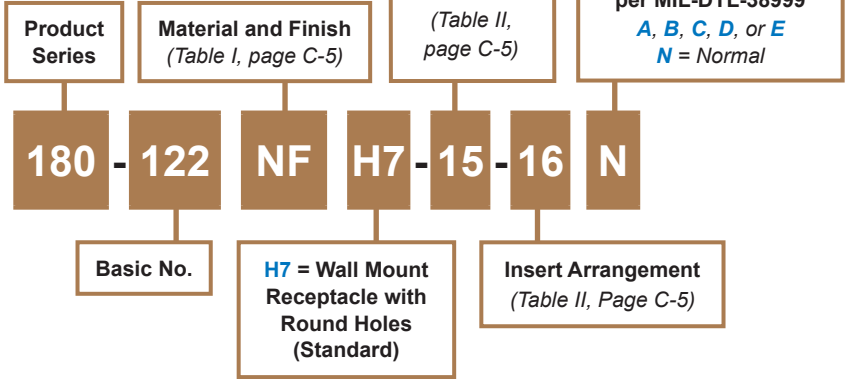 per MIL-DTL-38999
A, B, C, D, or E
N = Normal
(Table II,
page C-5)
Material and Finish
(Table I, page C-5)
Product
Series
180 - 122 NF H7 - 15 - 16 N
Basic No.
H7 = Wall Mount
Receptacle with
Round Holes
(Standard)
Insert Arrangement
(Table II, Page C-5)